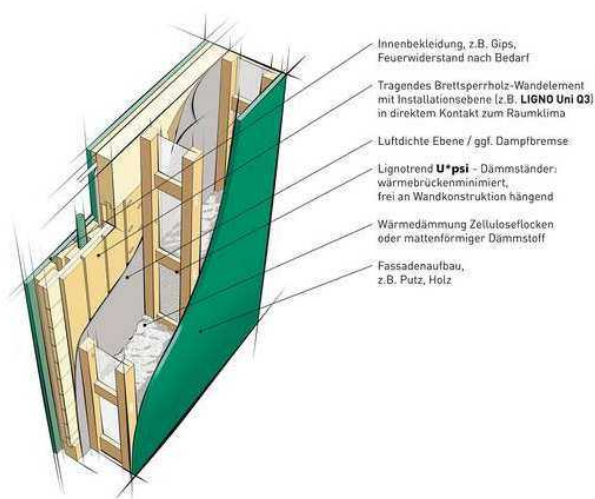 Innenbekleidung, z.B. Gips,
Feuerwiderstand nach Bedarf
Tragendes Brettsperrholz-Wandelement
mit Installationsebene (z.B. LIGNO Uni Q3)
in direktem Kontakt zum Raumklima
Luftdichte Ebene / ggf. Dampfbremse
Lignotrend U*psi - Dämmständer:
wärmebrückenminimiert,
frei an Wandkonstruktion hängend
Wärmedämmung Zelluloseflocken
oder mattenförmiger Dämmstoff
Fassadenaufbau,
z.B. Putz, Holz